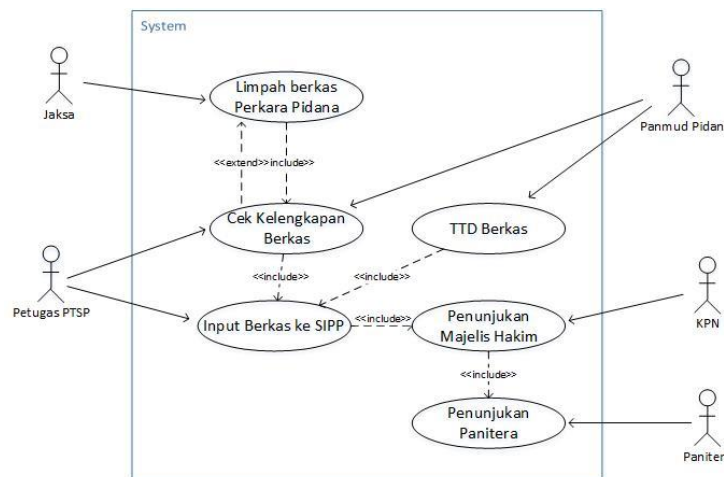 System
Jaksa
Limpah berkas
Perkara Pidana
Panmud Pidan
<<extend>>include>>
Cek Kelengkapan
Berkas
TTD Berkas
Petugas PTSP
<<include>>
<<include>>
Input Berkas ke SIPP
<<include>>
Penunjukan
Majelis Hakim
KPN
<<include>>
Penunjukan
Panitera
Paniter